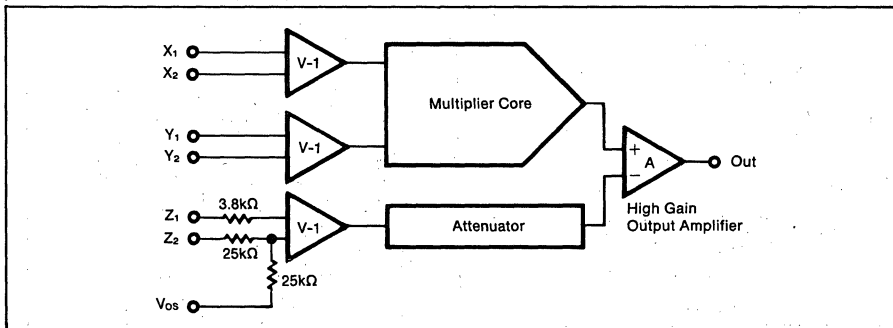 X1
X2
V-1
Multiplier Core
Y1
Y2
V-1
+
A
−
Out
High Gain
Output Amplifier
Z1
3.8kΩ
Z2
25kΩ
V-1
Attenuator
25kΩ
VOS